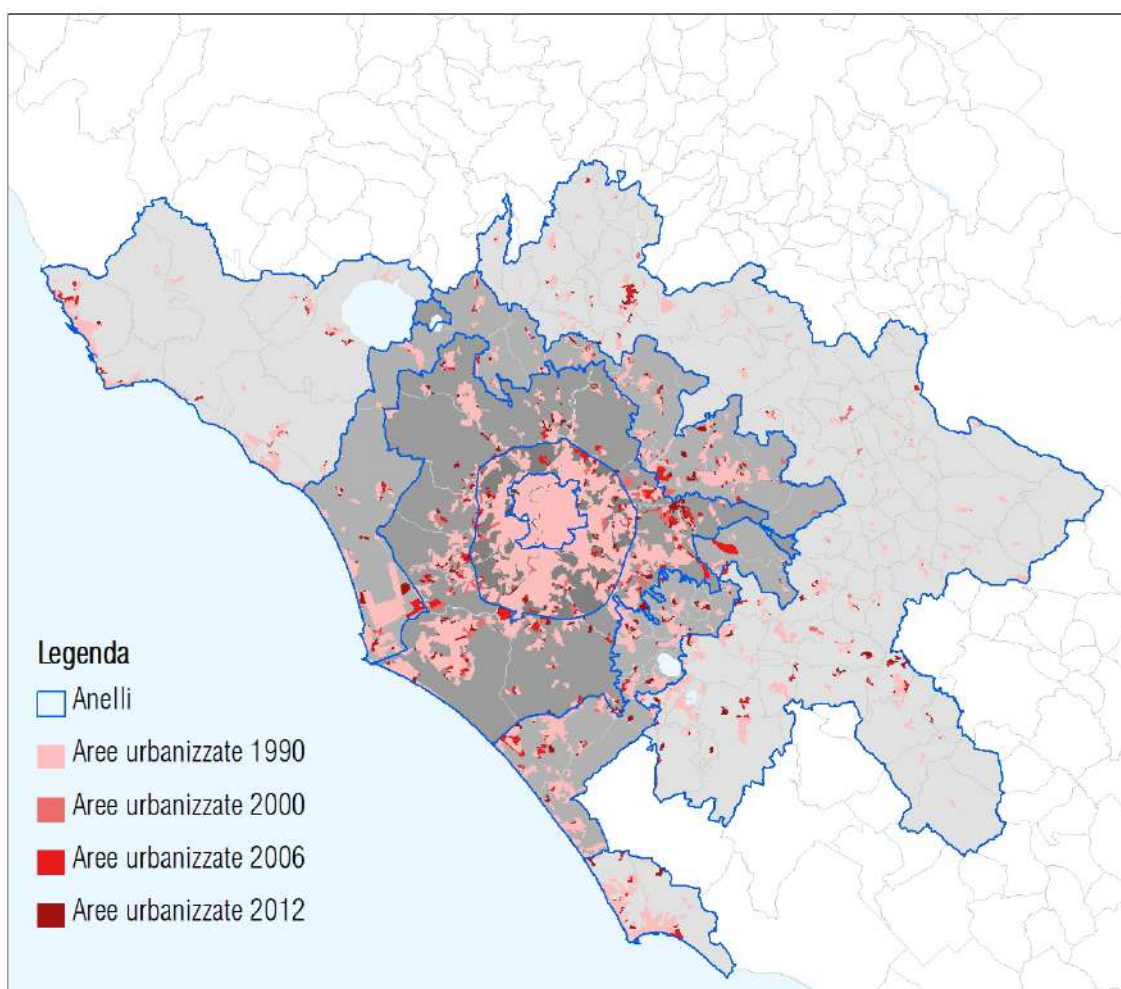 Legenda
Anelli
Aree urbanizzate 1990
Aree urbanizzate 2000
Aree urbanizzate 2006
Aree urbanizzate 2012